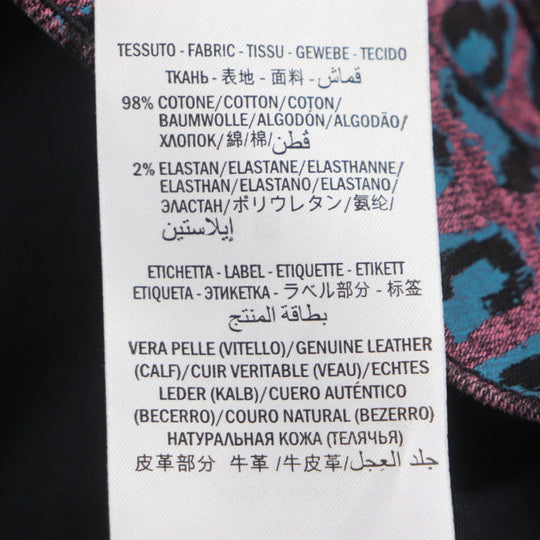 TESSUTO - FABRIC - TISSU - GEWEBE - TECIDO
ТКАНЬ - 表地 - 面料 - قماش
98% COTONE/COTTON/COTON/
BAUMWOLLE/ALGODÓN/ALGODÃO/
ХЛОПОК/綿/棉/قطن
2% ELASTAN/ELASTANE/ELASTHANNE/
ELASTHAN/ELASTANO/ELASTANO/
ЭЛАСТАН/ポリウレタン/氨纶/
إيلاستين
ETICHETTA - LABEL - ETIQUETTE - ETIKETT
ETIQUETA - ЭТИКЕТКА - ラベル部分 - 标签
بطاقة المنتج
VERA PELLE (VITELLO)/GENUINE LEATHER
(CALF)/CUIR VERITABLE (VEAU)/ECHTES
LEDER (KALB)/CUERO AUTÉNTICO
(BECERRO)/COURO NATURAL (BEZERRO)
НАТУРАЛЬНАЯ КОЖА (ТЕЛЯЧЬЯ)
皮革部分 牛革/牛皮革/جلد العِجل